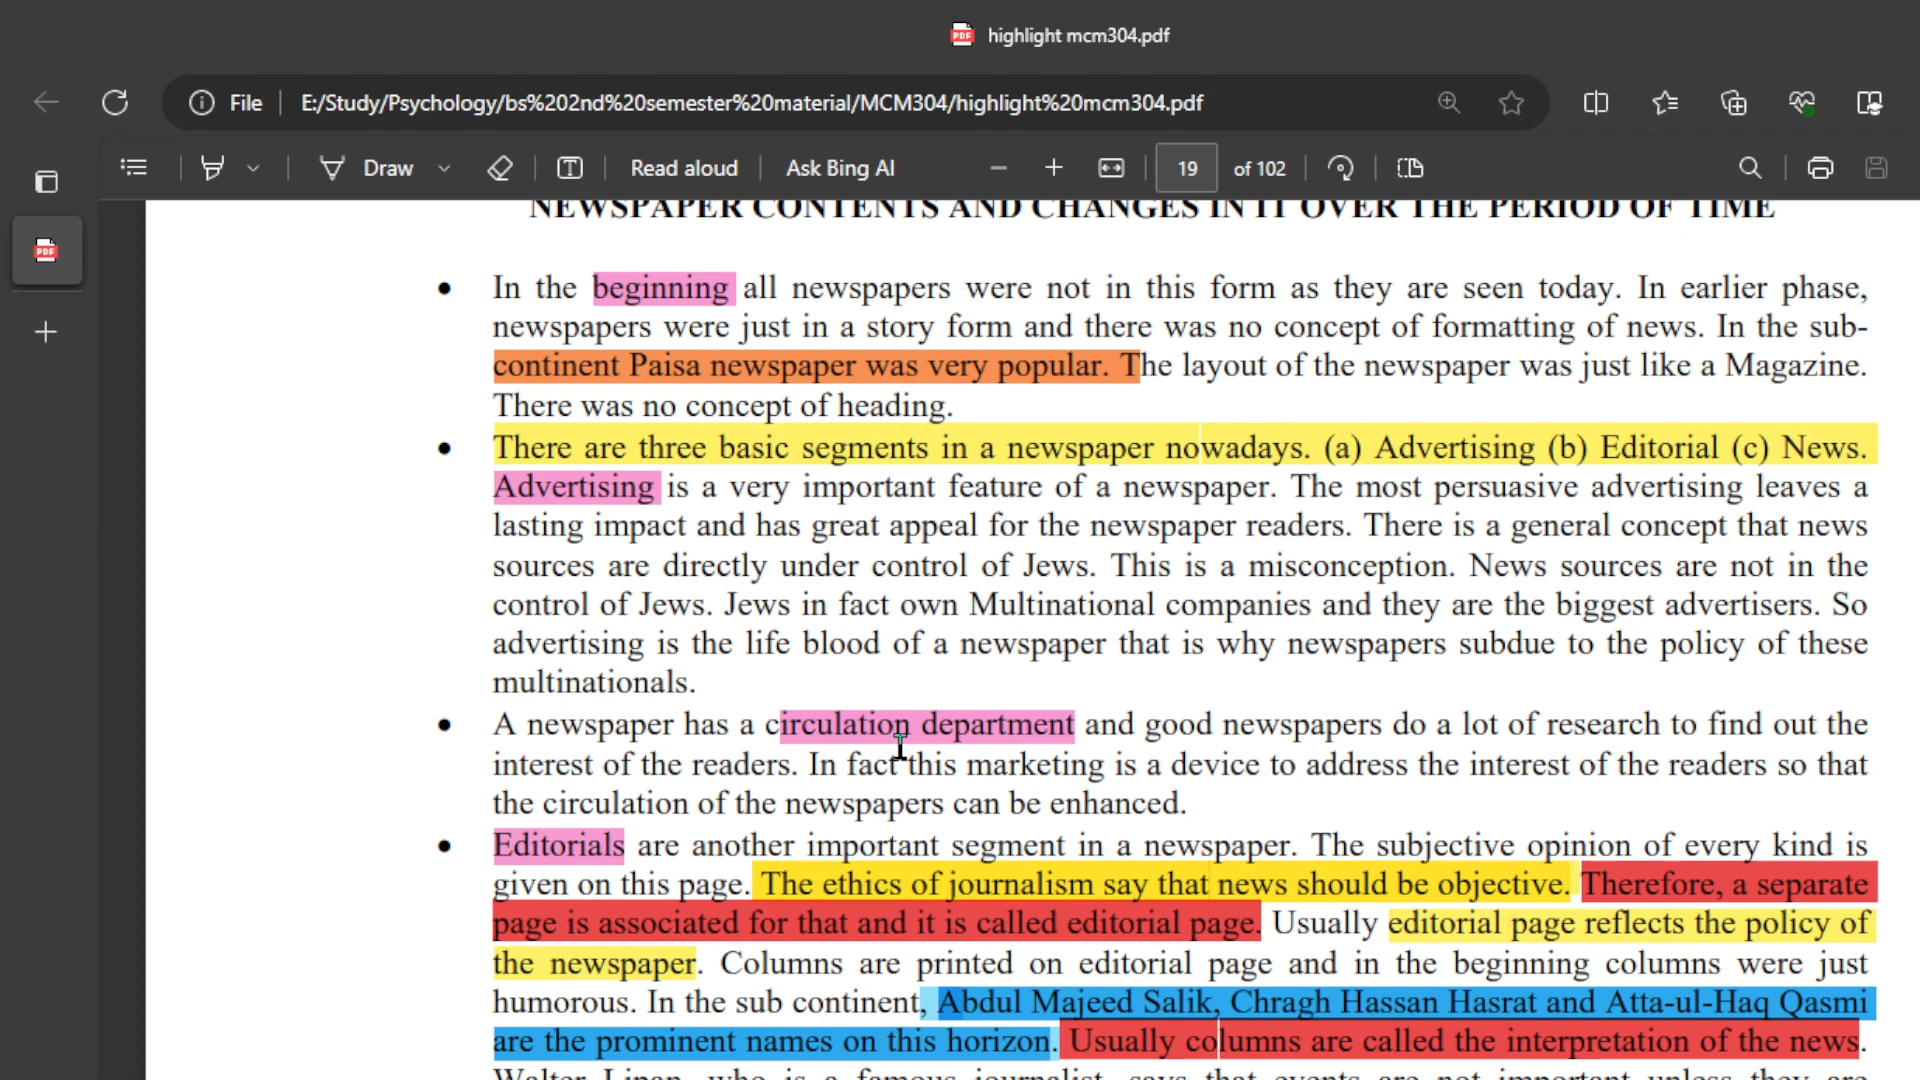 highlight mcm304.pdf
File E:/Study/Psychology/bs%202nd%20semester%20material/MCM304/highlight%20mcm304.pdf
Draw Read aloud Ask Bing AI 19 of 102
NEWSPAPER CONTENTS AND CHANGES IN IT OVER THE PERIOD OF TIME
• In the beginning all newspapers were not in this form as they are seen today. In earlier phase,
newspapers were just in a story form and there was no concept of formatting of news. In the sub-
continent Paisa newspaper was very popular. The layout of the newspaper was just like a Magazine.
There was no concept of heading.
• There are three basic segments in a newspaper nowadays. (a) Advertising (b) Editorial (c) News.
Advertising is a very important feature of a newspaper. The most persuasive advertising leaves a
lasting impact and has great appeal for the newspaper readers. There is a general concept that news
sources are directly under control of Jews. This is a misconception. News sources are not in the
control of Jews. Jews in fact own Multinational companies and they are the biggest advertisers. So
advertising is the life blood of a newspaper that is why newspapers subdue to the policy of these
multinationals.
• A newspaper has a circulation department and good newspapers do a lot of research to find out the
interest of the readers. In fact this marketing is a device to address the interest of the readers so that
the circulation of the newspapers can be enhanced.
• Editorials are another important segment in a newspaper. The subjective opinion of every kind is
given on this page. The ethics of journalism say that news should be objective. Therefore, a separate
page is associated for that and it is called editorial page. Usually editorial page reflects the policy of
the newspaper. Columns are printed on editorial page and in the beginning columns were just
humorous. In the sub continent, Abdul Majeed Salik, Chragh Hassan Hasrat and Atta-ul-Haq Qasmi
are the prominent names on this horizon. Usually columns are called the interpretation of the news.
Walter Lipan, who is a famous journalist, says that events are not important unless they are